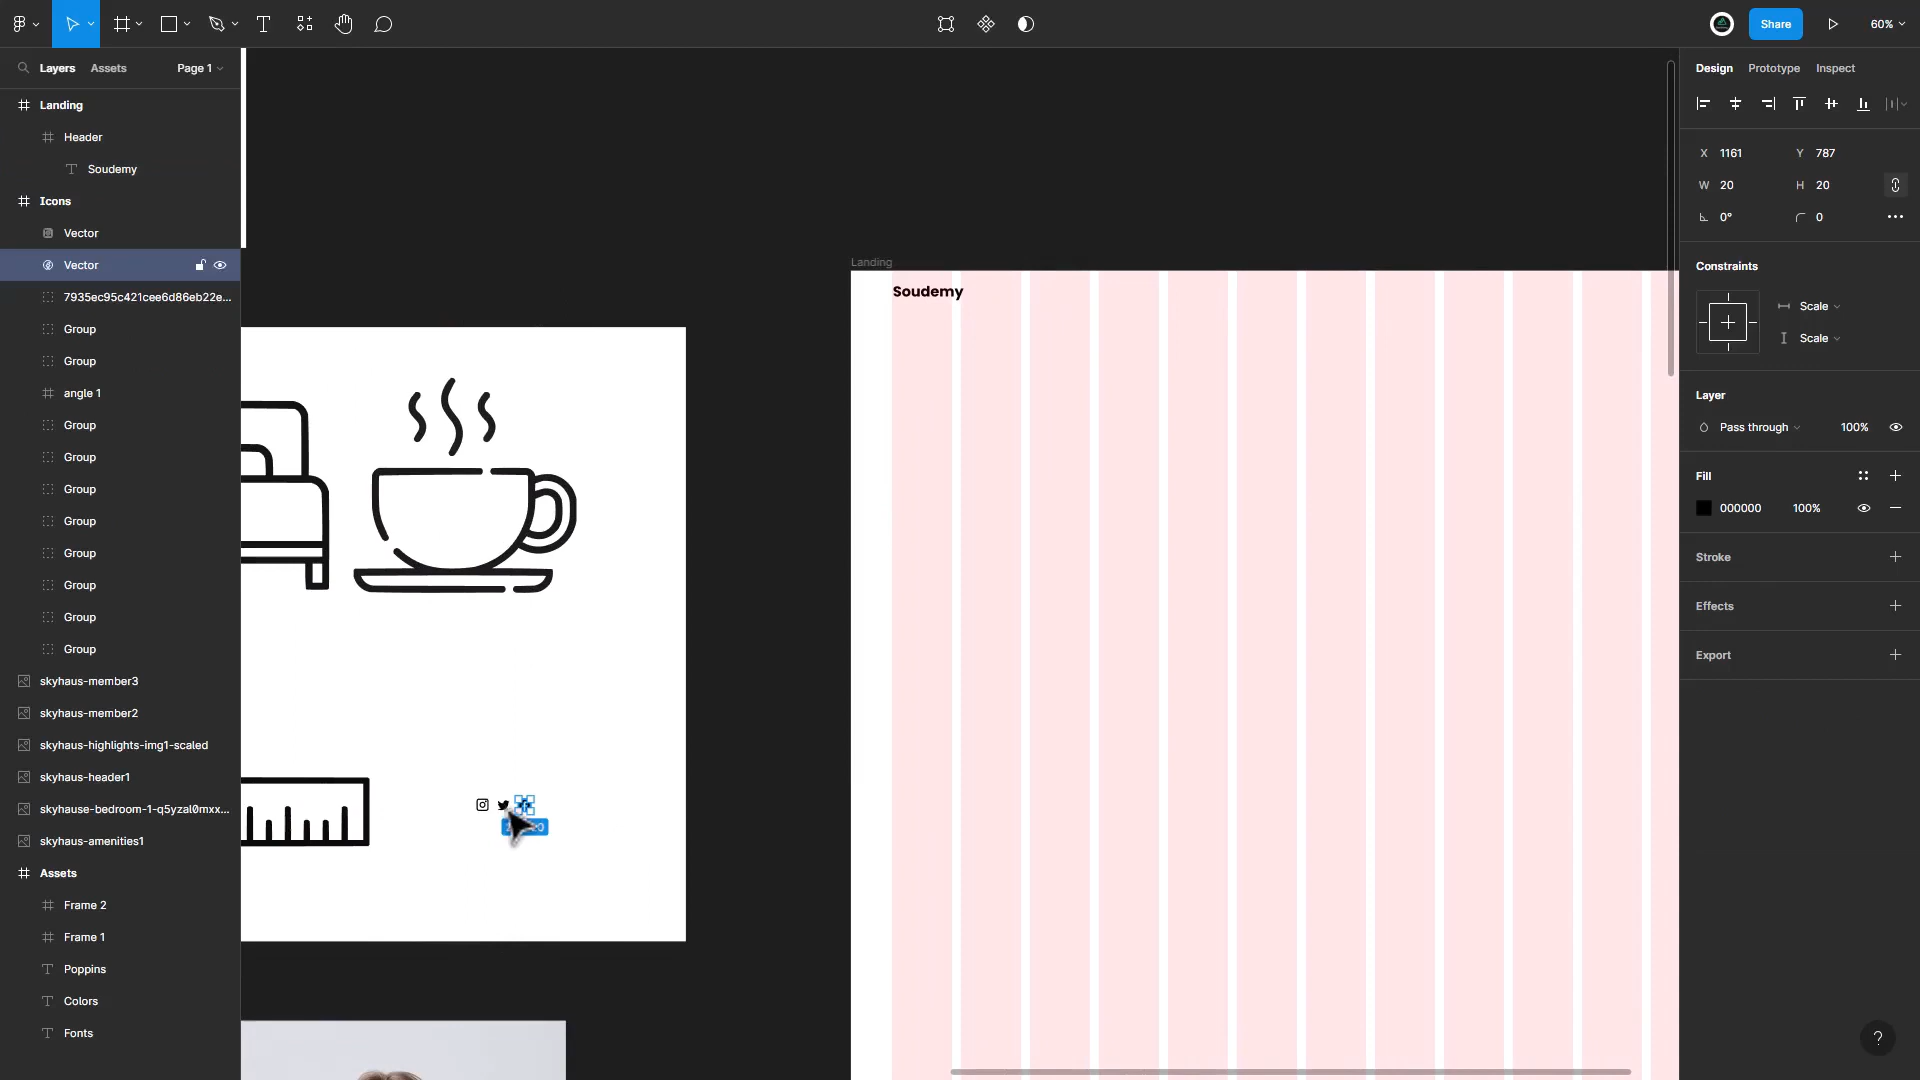 Share
60%
Layers
Assets
Page 1
Design
Prototype
Inspect
Landing
Header
Soudemy
Icons
Vector
Vector
7935ec95c421cee6d86eb22e...
Group
Group
angle 1
Group
Group
Group
Group
Group
Group
Group
Group
skyhaus-member3
skyhaus-member2
skyhaus-highlights-img1-scaled
skyhaus-header1
skyhause-bedroom-1-q5yzal0mxx...
skyhaus-amenities1
Assets
Frame 2
Frame 1
Poppins
Colors
Fonts
Landing
Soudemy
X 1161
Y 787
W 20
H 20
0°
0
Constraints
Scale
Scale
Layer
Pass through
100%
Fill
000000
100%
Stroke
Effects
Export
?